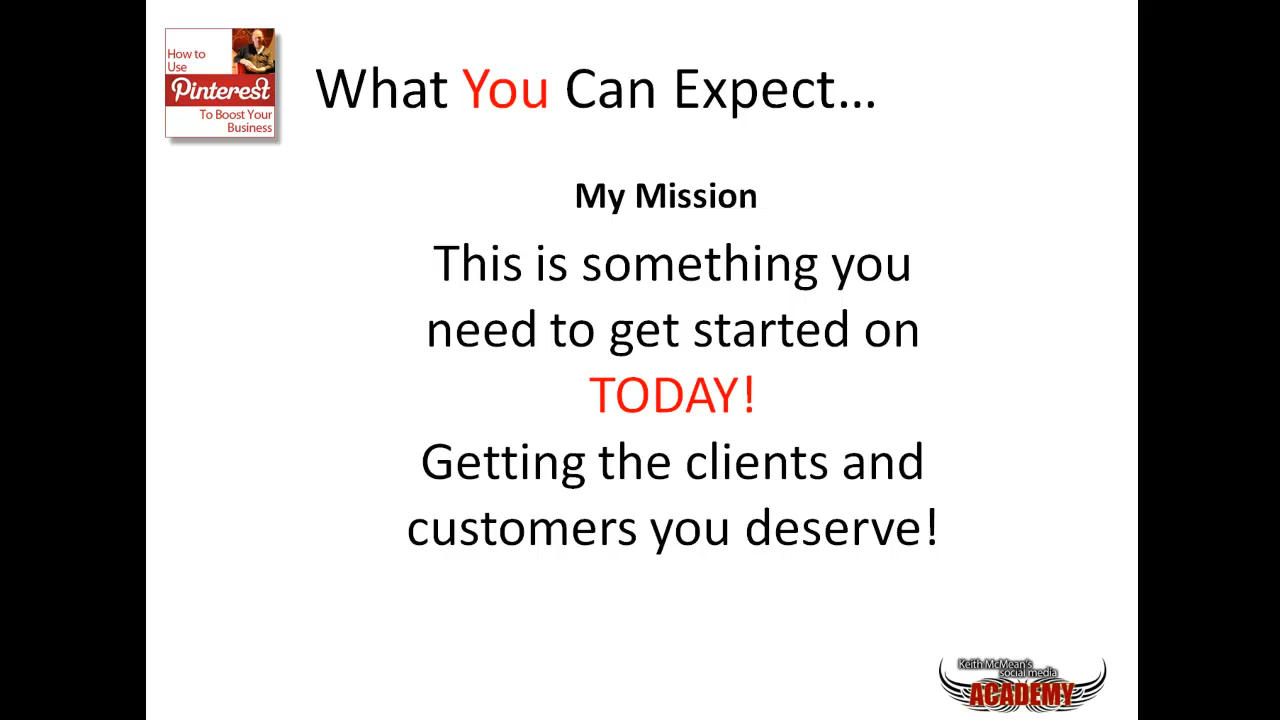 How to
Use
Pinterest
To Boost Your
Business
What You Can Expect...
My Mission
This is something you
need to get started on
TODAY!
Getting the clients and
customers you deserve!
Keith McMean's
social media
ACADEMY